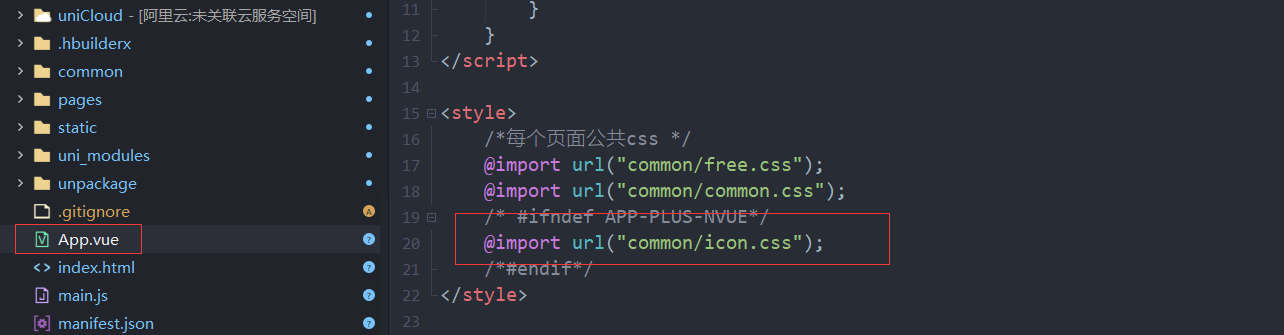 uniCloud - [阿里云:未关联云服务空间]
.hbuilderx
common
pages
static
uni_modules
unpackage
.gitignore A
App.vue ?
index.html ?
main.js ?
manifest.json ?
11 }
12 }
13 </script>
14
15 <style>
16 /*每个页面公共css */
17 @import url("common/free.css");
18 @import url("common/common.css");
19 /* #ifndef APP-PLUS-NVUE*/
20 @import url("common/icon.css");
21 /*#endif*/
22 </style>
23